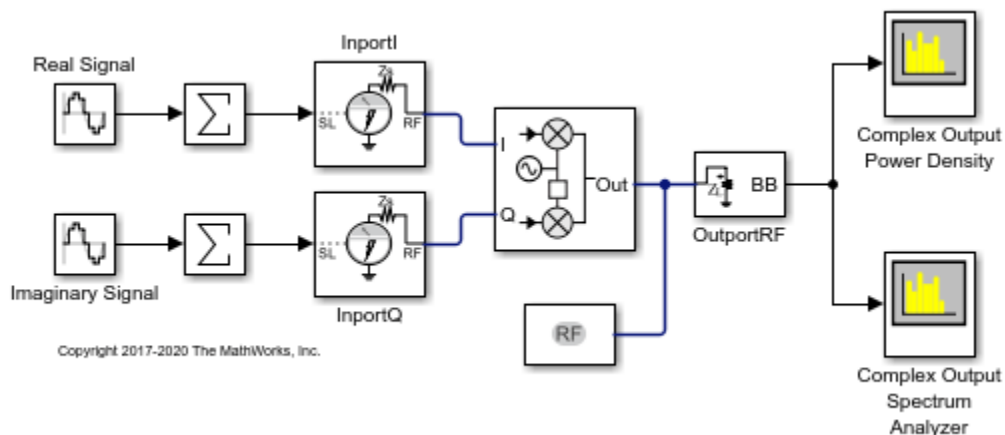 InportI
Real Signal
Zs
SL
RF
Complex Output
Power Density
I
Out
BB
ZL
Q
OutportRF
Zs
SL
RF
Imaginary Signal
InportQ
RF
Copyright 2017-2020 The MathWorks, Inc.
Complex Output
Spectrum
Analyzer